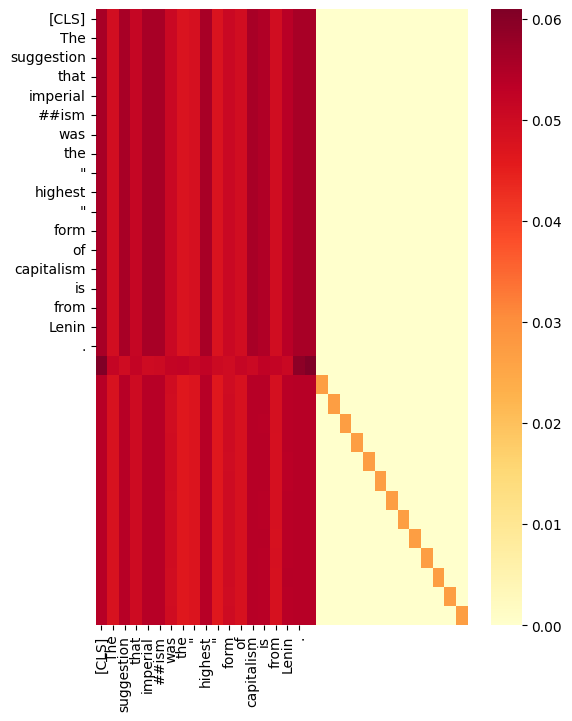 [CLS]
The
suggestion
that
imperial
##ism
was
the
"
highest
"
form
of
capitalism
is
from
Lenin
.
0.06
0.05
0.04
0.03
0.02
0.01
0.00
[CLS]
The
suggestion
that
imperial
##ism
was
the
"
highest
"
form
of
capitalism
is
from
Lenin
.